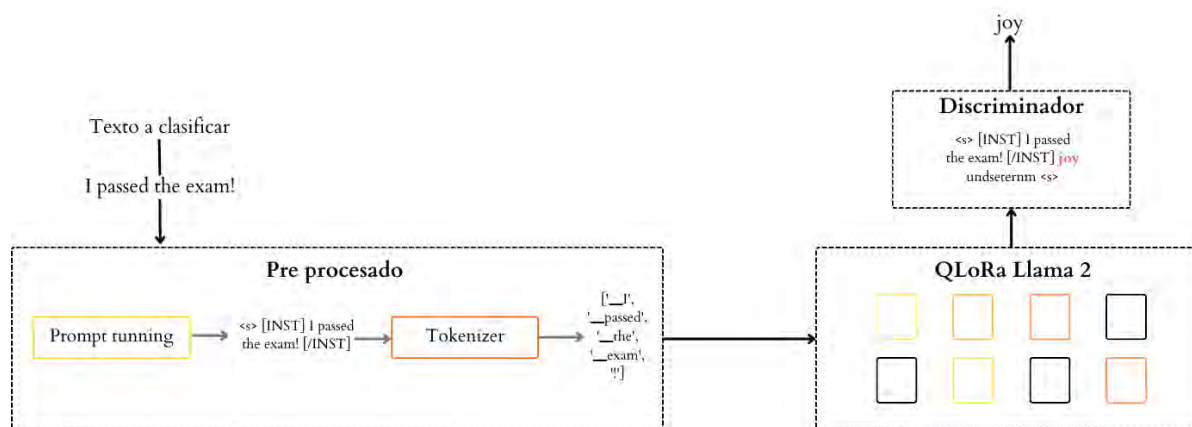 Texto a clasificar
I passed the exam!
Pre procesado
Prompt tunning
<s> [INST] I passed
the exam! [/INST]
Tokenizer
['__I',
'__passed',
'__the',
'__exam',
'!']
QLoRa Llama 2
Discriminador
<s> [INST] I passed
the exam! [/INST] joy
undseternm <s>
joy